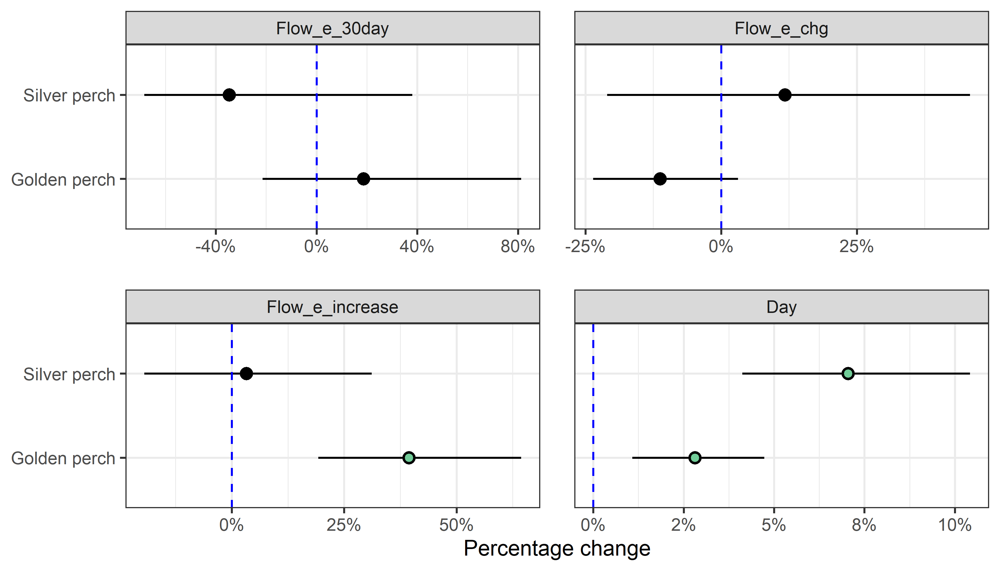 Flow_e_30day
Flow_e_chg
Silver perch
Golden perch
-40% 0% 40% 80%
-25% 0% 25%
Flow_e_increase
Day
Silver perch
Golden perch
0% 25% 50%
0% 2% 5% 8% 10%
Percentage change